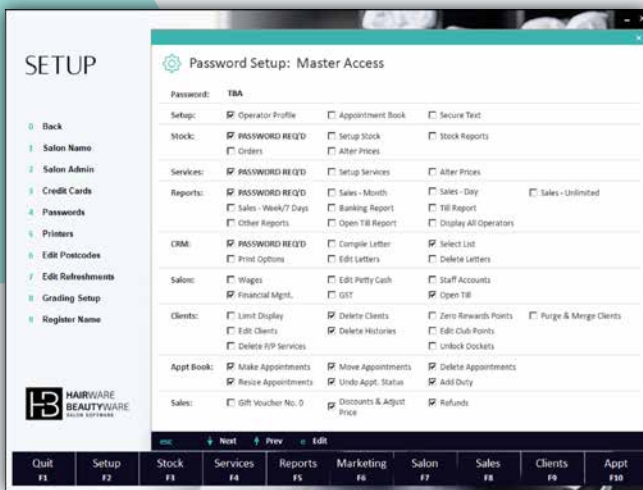 SETUP
0 Back
1 Salon Name
2 Salon Admin
3 Credit Cards
4 Passwords
5 Printers
6 Edit Postcodes
7 Edit Refreshments
8 Grading Setup
9 Register Name
HB HAIRWARE
BEAUTYWARE
SALON SOFTWARE
Password Setup: Master Access
Password: TBA
Setup: Operator Profile Appointment Book Secure Text
Stock: PASSWORD REQ'D Setup Stock Stock Reports
Orders Alter Prices
Services: PASSWORD REQ'D Setup Services Alter Prices
Reports: PASSWORD REQ'D Sales - Month Sales - Day Sales - Unlimited
Sales - Week/7 Days Banking Report Till Report
Other Reports Open Till Report Display All Operators
CRM: PASSWORD REQ'D Compile Letter Select List
Print Options Edit Letters Delete Letters
Salon: Wages Edit Petty Cash Staff Accounts
Financial Mgnt. GST Open Till
Clients: Limit Display Delete Clients Zero Rewards Points Purge & Merge Clients
Edit Clients Delete Histories Edit Club Points
Delete P/P Services Unlock Dockets
Appt Book: Make Appointments Move Appointments Delete Appointments
Resize Appointments Undo Appt. Status Add Duty
Sales: Gift Voucher No. 0 Discounts & Adjust Price Refunds
esc Next Prev e Edit
Quit Setup Stock Services Reports Marketing Salon Sales Clients Appt
F1 F2 F3 F4 F5 F6 F7 F8 F9 F10